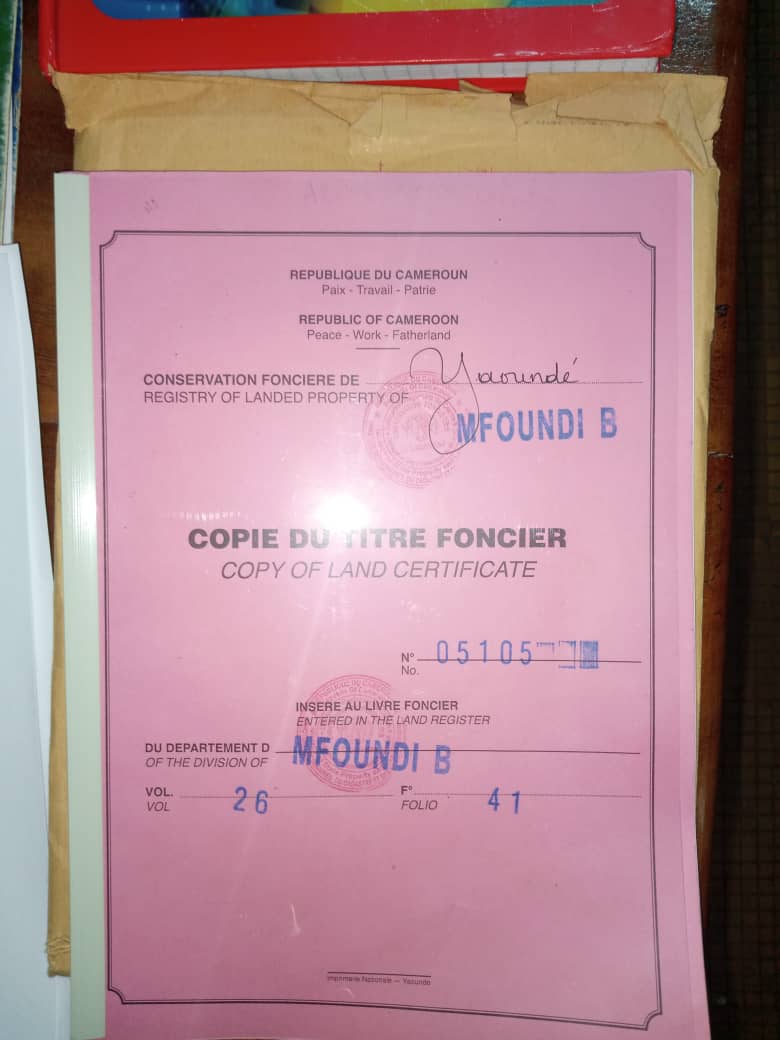 REPUBLIQUE DU CAMEROUN
Paix - Travail - Patrie
REPUBLIC OF CAMEROON
Peace - Work - Fatherland
CONSERVATION FONCIERE DE Yaoundé
REGISTRY OF LANDED PROPERTY OF
MFOUNDI B
COPIE DU TITRE FONCIER
COPY OF LAND CERTIFICATE
N° 05105
No.
INSERE AU LIVRE FONCIER
ENTERED IN THE LAND REGISTER
DU DEPARTEMENT D MFOUNDI B
OF THE DIVISION OF
VOL. 26 F° 41
VOL FOLIO
Imprimerie Nationale — Yaounde